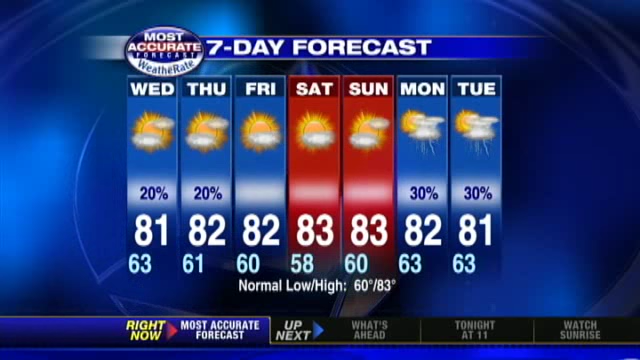 MOST
ACCURATE
FORECAST
WeatheRate
7-DAY FORECAST
WED THU FRI SAT SUN MON TUE
20% 20% 30% 30%
81 82 82 83 83 82 81
63 61 60 58 60 63 63
Normal Low/High: 60°/83°
RIGHT NOW MOST ACCURATE FORECAST UP NEXT WHAT'S AHEAD TONIGHT AT 11 WATCH SUNRISE